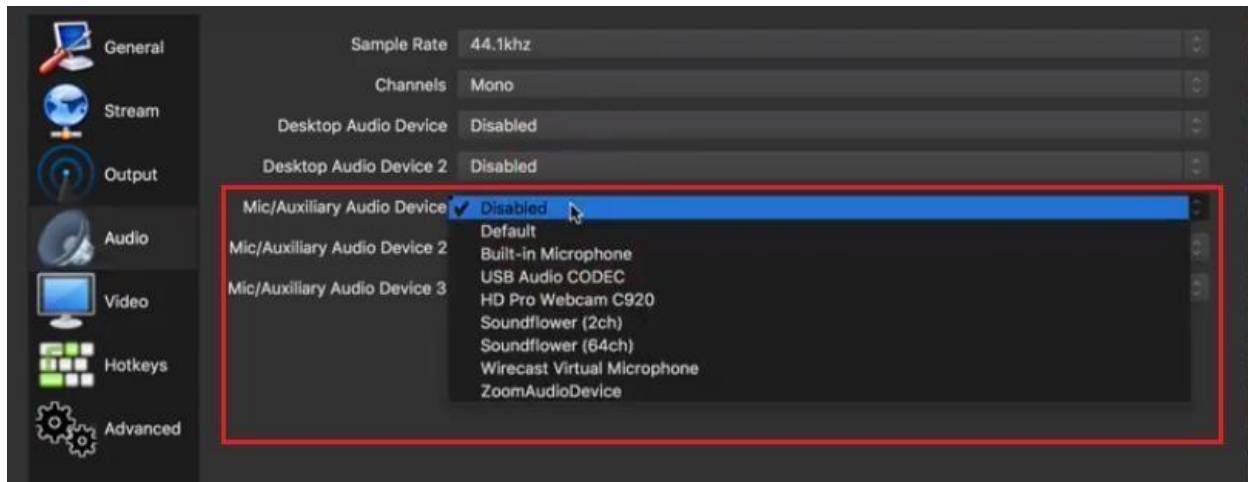 General
Stream
Output
Audio
Video
Hotkeys
Advanced
Sample Rate 44.1khz
Channels Mono
Desktop Audio Device Disabled
Desktop Audio Device 2 Disabled
Mic/Auxiliary Audio Device Disabled
Default
Mic/Auxiliary Audio Device 2
Built-in Microphone
USB Audio CODEC
Mic/Auxiliary Audio Device 3
HD Pro Webcam C920
Soundflower (2ch)
Soundflower (64ch)
Wirecast Virtual Microphone
ZoomAudioDevice